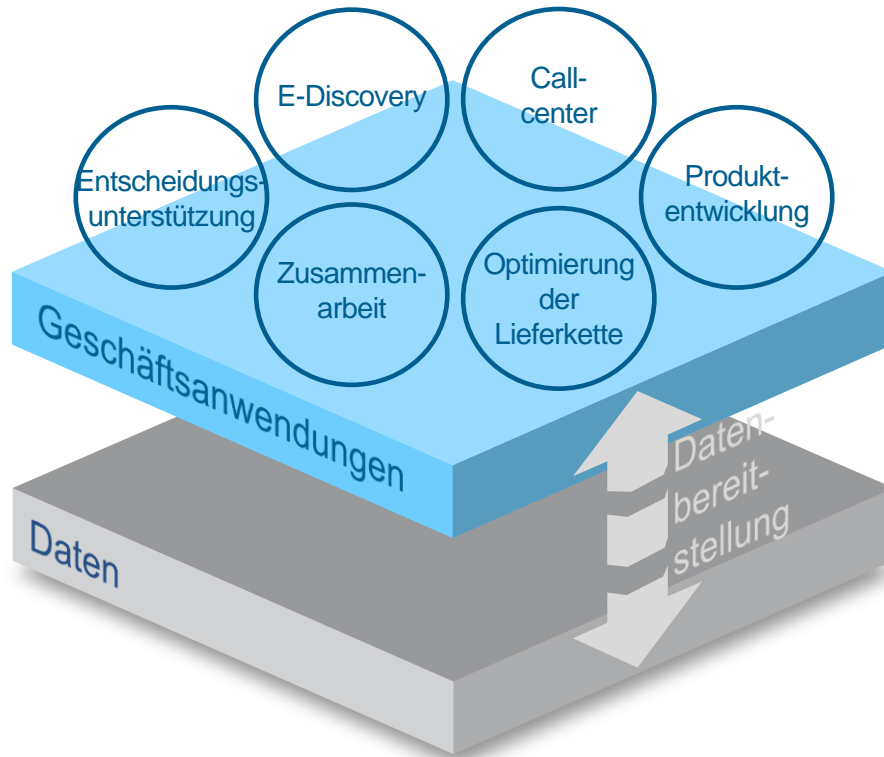 E-Discovery
Call-
center
Entscheidungs-
unterstützung
Produkt-
entwicklung
Zusammen-
arbeit
Optimierung
der
Lieferkette
Geschäftsanwendungen
Daten-
bereit-
stellung
Daten